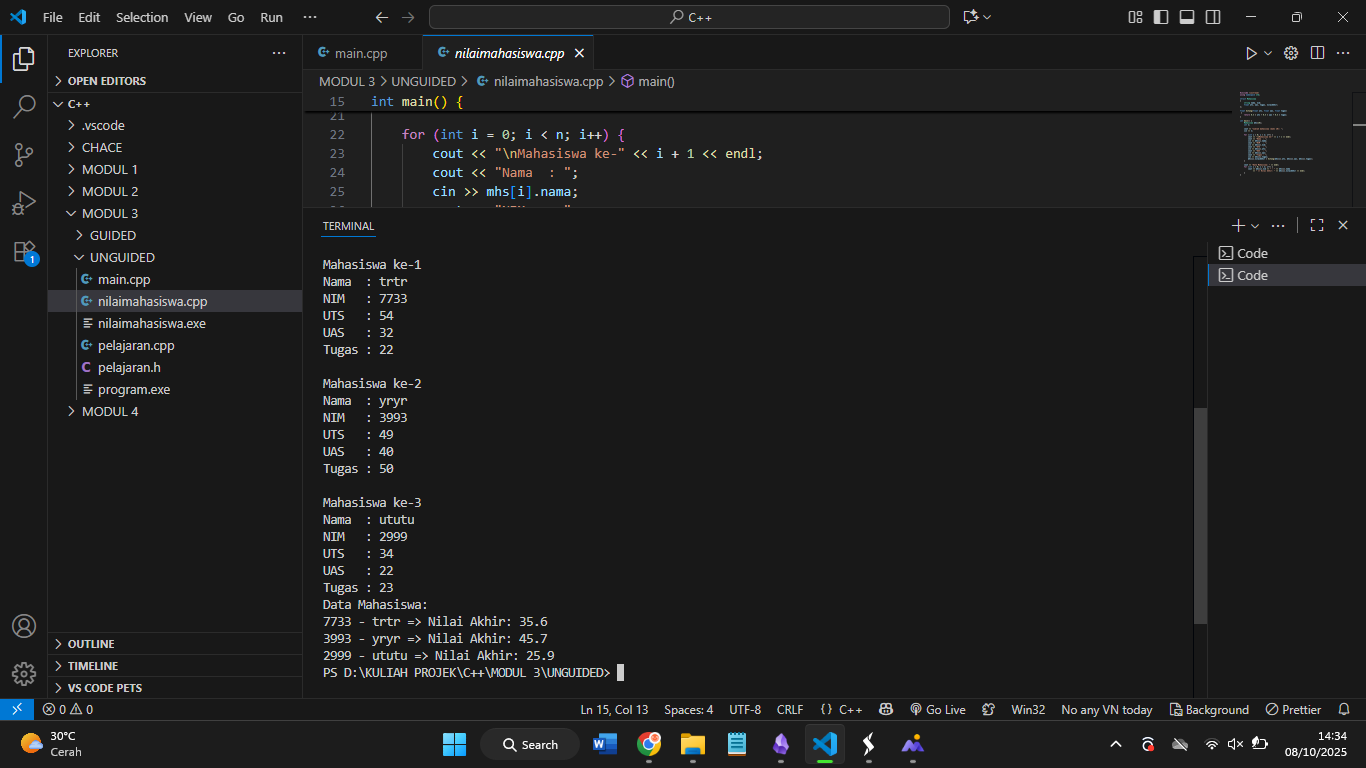 File Edit Selection View Go Run ···
C++
EXPLORER
OPEN EDITORS
C++
.vscode
CHACE
MODUL 1
MODUL 2
MODUL 3
GUIDED
UNGUIDED
main.cpp
nilaimahasiswa.cpp
nilaimahasiswa.exe
pelajaran.cpp
pelajaran.h
program.exe
MODUL 4
OUTLINE
TIMELINE
VS CODE PETS
1
main.cpp
nilaimahasiswa.cpp
MODUL 3 > UNGUIDED > nilaimahasiswa.cpp > main()
15 int main() {
21
22 for (int i = 0; i < n; i++) {
23 cout << "\nMahasiswa ke-" << i + 1 << endl;
24 cout << "Nama  : ";
25 cin >> mhs[i].nama;
TERMINAL
Code
Code
Mahasiswa ke-1
Nama  : trtr
NIM   : 7733
UTS   : 54
UAS   : 32
Tugas : 22
Mahasiswa ke-2
Nama  : yryr
NIM   : 3993
UTS   : 49
UAS   : 40
Tugas : 50
Mahasiswa ke-3
Nama  : ututu
NIM   : 2999
UTS   : 34
UAS   : 22
Tugas : 23
Data Mahasiswa:
7733 - trtr => Nilai Akhir: 35.6
3993 - yryr => Nilai Akhir: 45.7
2999 - ututu => Nilai Akhir: 25.9
PS D:\KULIAH PROJEK\C++\MODUL 3\UNGUIDED>
0 0 Ln 15, Col 13 Spaces: 4 UTF-8 CRLF {} C++ Go Live Win32 No any VN today Background Prettier
30°C
Cerah
Search
14:34
08/10/2025